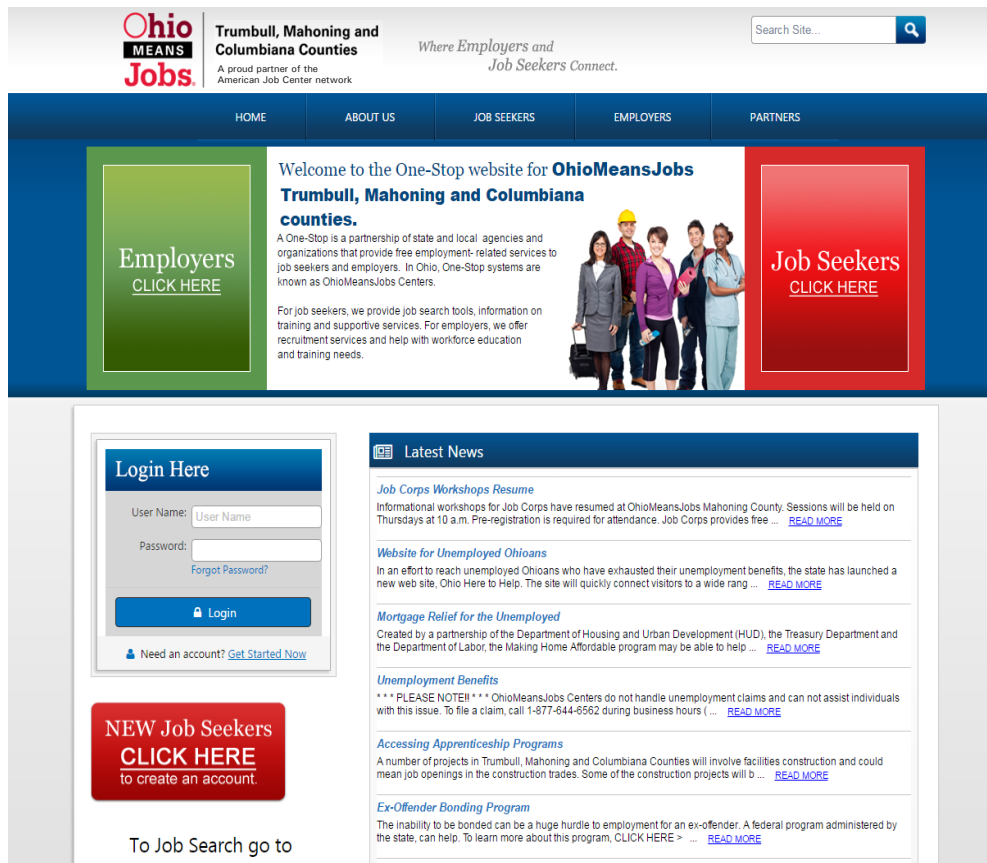 Ohio
MEANS
Jobs.
Trumbull, Mahoning and
Columbiana Counties
A proud partner of the
American Job Center network
Where Employers and
Job Seekers Connect.
Search Site...
HOME
ABOUT US
JOB SEEKERS
EMPLOYERS
PARTNERS
Employers
CLICK HERE
Welcome to the One-Stop website for OhioMeansJobs
Trumbull, Mahoning and Columbiana
counties.
A One-Stop is a partnership of state and local agencies and
organizations that provide free employment- related services to
job seekers and employers. In Ohio, One-Stop systems are
known as OhioMeansJobs Centers.
For job seekers, we provide job search tools, information on
training and supportive services. For employers, we offer
recruitment services and help with workforce education
and training needs.
Job Seekers
CLICK HERE
Login Here
User Name:
User Name
Password:
Forgot Password?
Login
Need an account? Get Started Now
NEW Job Seekers
CLICK HERE
to create an account.
To Job Search go to
Latest News
Job Corps Workshops Resume
Informational workshops for Job Corps have resumed at OhioMeansJobs Mahoning County. Sessions will be held on
Thursdays at 10 a.m. Pre-registration is required for attendance. Job Corps provides free ... READ MORE
Website for Unemployed Ohioans
In an effort to reach unemployed Ohioans who have exhausted their unemployment benefits, the state has launched a
new web site, Ohio Here to Help. The site will quickly connect visitors to a wide rang ... READ MORE
Mortgage Relief for the Unemployed
Created by a partnership of the Department of Housing and Urban Development (HUD), the Treasury Department and
the Department of Labor, the Making Home Affordable program may be able to help ... READ MORE
Unemployment Benefits
* * * PLEASE NOTE!! * * * OhioMeansJobs Centers do not handle unemployment claims and can not assist individuals
with this issue. To file a claim, call 1-877-644-6562 during business hours ( ... READ MORE
Accessing Apprenticeship Programs
A number of projects in Trumbull, Mahoning and Columbiana Counties will involve facilities construction and could
mean job openings in the construction trades. Some of the construction projects will b ... READ MORE
Ex-Offender Bonding Program
The inability to be bonded can be a huge hurdle to employment for an ex-offender. A federal program administered by
the state, can help. To learn more about this program, CLICK HERE > ... READ MORE